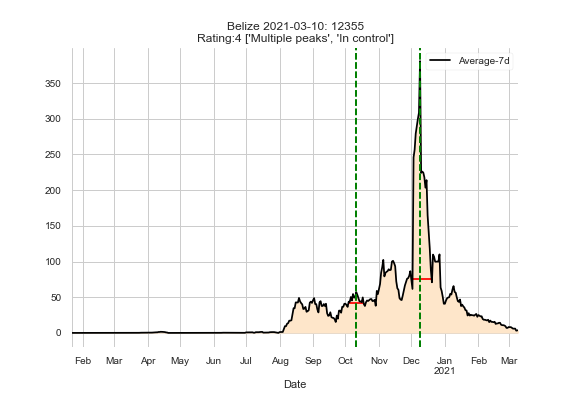 Belize 2021-03-10: 12355
Rating:4 ['Multiple peaks', 'In control']
Average-7d
350
300
250
200
150
100
50
0
Feb Mar Apr May Jun Jul Aug Sep Oct Nov Dec Jan Feb Mar
2021
Date